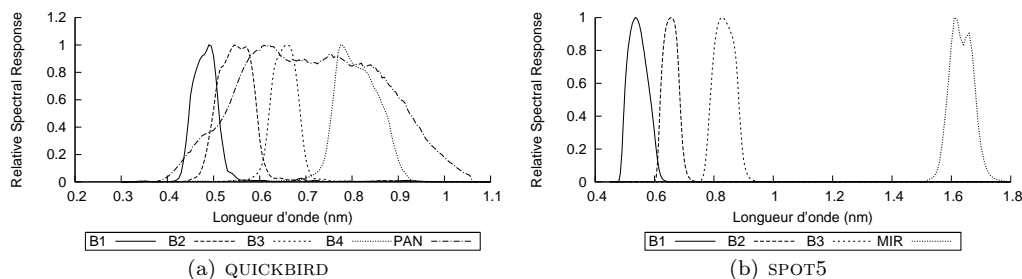 Relative Spectral Response
1.2
1
0.8
0.6
0.4
0.2
0
0.2 0.3 0.4 0.5 0.6 0.7 0.8 0.9 1 1.1
Longueur d'onde (nm)
B1 B2 B3 B4 PAN
(a) QUICKBIRD
Relative Spectral Response
1
0.8
0.6
0.4
0.2
0
0.4 0.6 0.8 1 1.2 1.4 1.6 1.8
Longueur d'onde (nm)
B1 B2 B3 MIR
(b) SPOT5